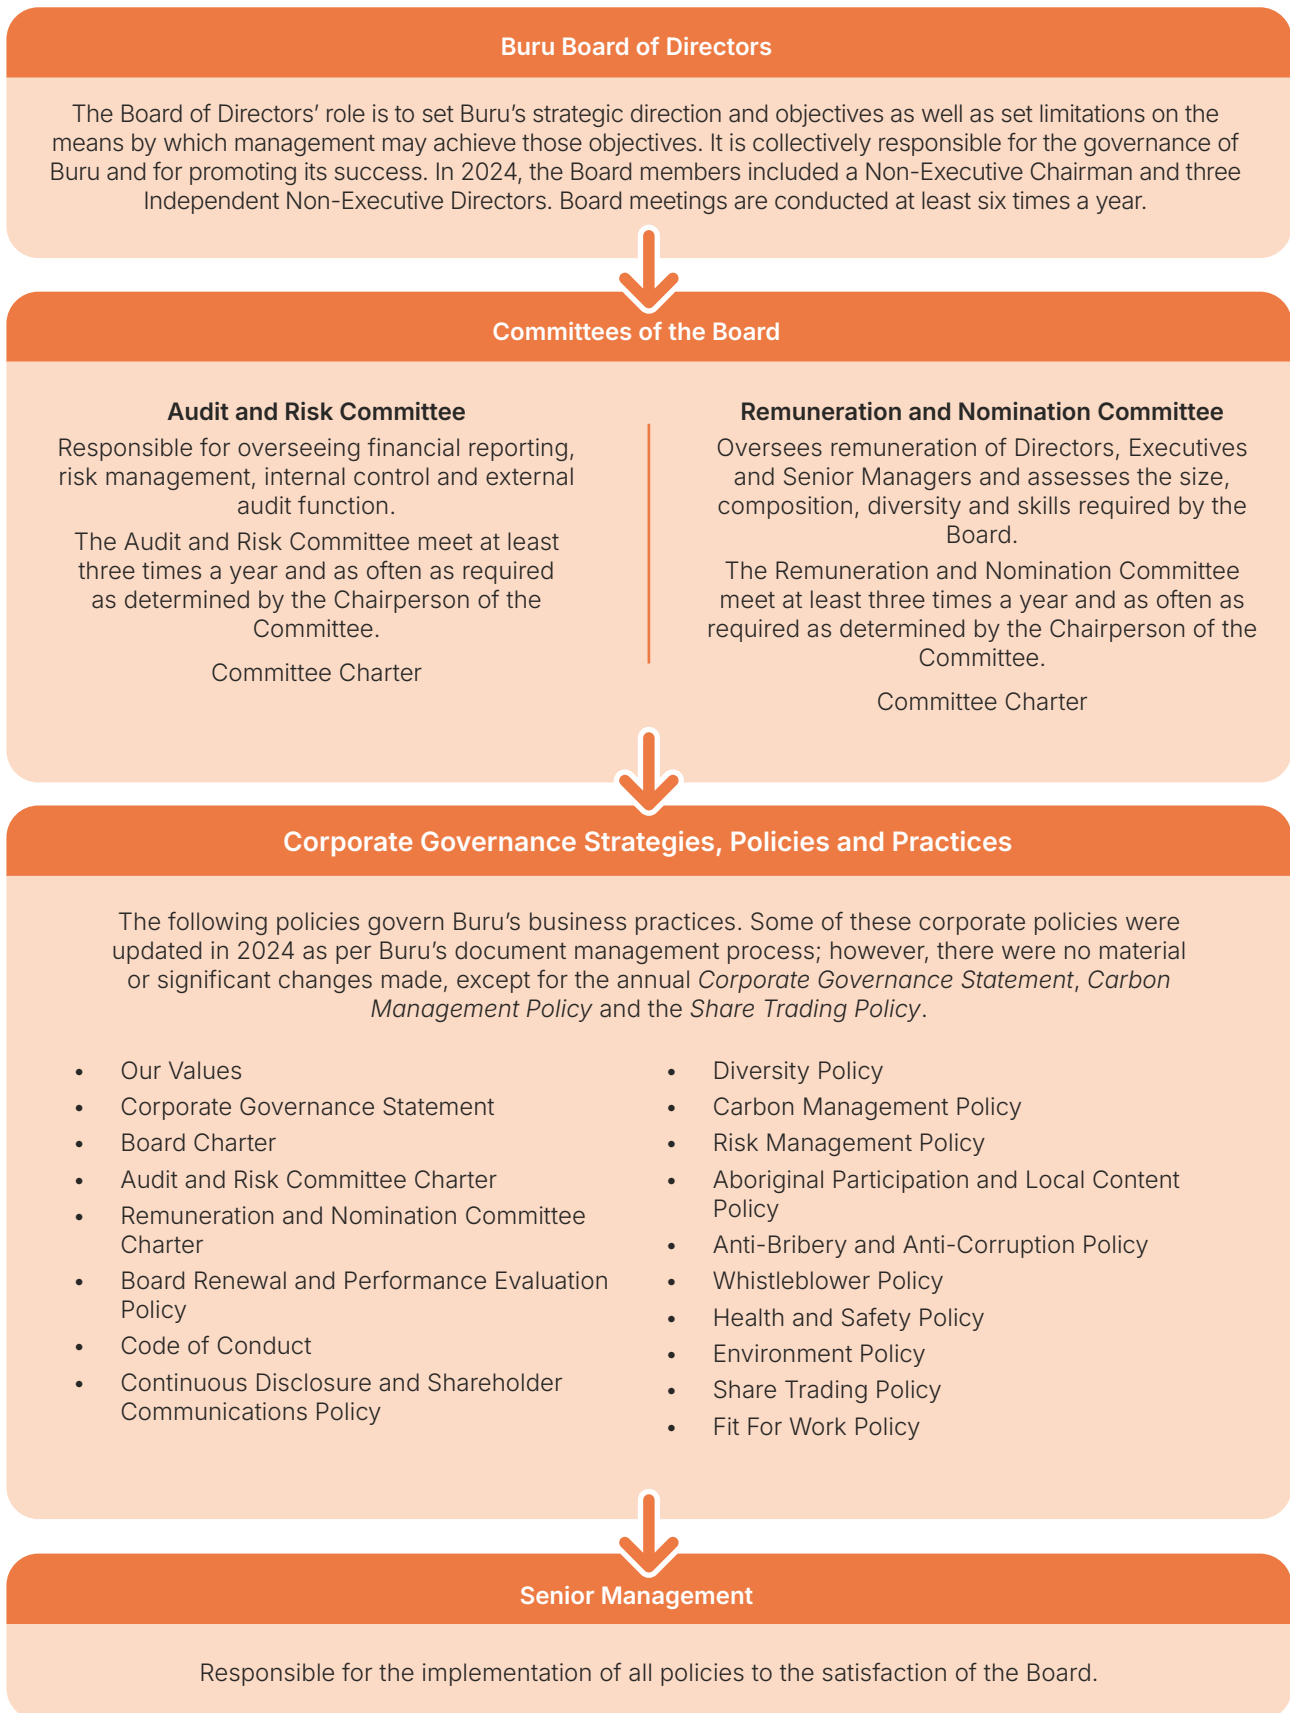 Buru Board of Directors
The Board of Directors’ role is to set Buru’s strategic direction and objectives as well as set limitations on the
means by which management may achieve those objectives. It is collectively responsible for the governance of
Buru and for promoting its success. In 2024, the Board members included a Non-Executive Chairman and three
Independent Non-Executive Directors. Board meetings are conducted at least six times a year.
Committees of the Board
Audit and Risk Committee
Responsible for overseeing financial reporting,
risk management, internal control and external
audit function.
The Audit and Risk Committee meet at least
three times a year and as often as required
as determined by the Chairperson of the
Committee.
Committee Charter
Remuneration and Nomination Committee
Oversees remuneration of Directors, Executives
and Senior Managers and assesses the size,
composition, diversity and skills required by the
Board.
The Remuneration and Nomination Committee
meet at least three times a year and as often as
required as determined by the Chairperson of the
Committee.
Committee Charter
Corporate Governance Strategies, Policies and Practices
The following policies govern Buru’s business practices. Some of these corporate policies were
updated in 2024 as per Buru’s document management process; however, there were no material
or significant changes made, except for the annual Corporate Governance Statement, Carbon
Management Policy and the Share Trading Policy.
• Our Values
• Corporate Governance Statement
• Board Charter
• Audit and Risk Committee Charter
• Remuneration and Nomination Committee
Charter
• Board Renewal and Performance Evaluation
Policy
• Code of Conduct
• Continuous Disclosure and Shareholder
Communications Policy
• Diversity Policy
• Carbon Management Policy
• Risk Management Policy
• Aboriginal Participation and Local Content
Policy
• Anti-Bribery and Anti-Corruption Policy
• Whistleblower Policy
• Health and Safety Policy
• Environment Policy
• Share Trading Policy
• Fit For Work Policy
Senior Management
Responsible for the implementation of all policies to the satisfaction of the Board.